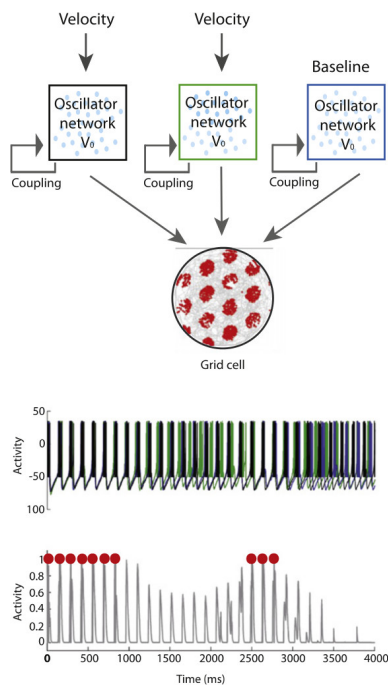 Velocity
Velocity
Baseline
Oscillator
network
V₀
Oscillator
network
V₀
Oscillator
network
V₀
Coupling
Coupling
Coupling
Grid cell
50
0
-50
100
Activity
1
0.8
0.6
0.4
0.2
0
Activity
0
500
1000
1500
2000
2500
3000
3500
4000
Time (ms)